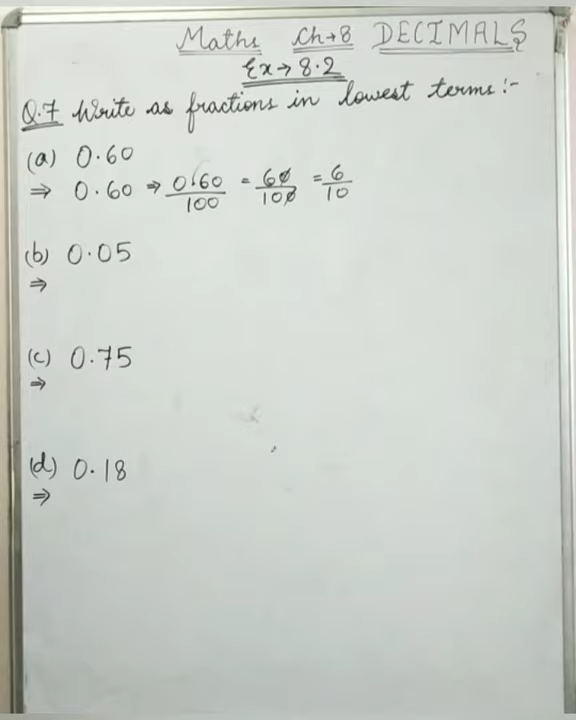 Maths Ch→8 DECIMALS
Ex→8.2
Q.7 Write as fractions in lowest terms:-
(a) 0.60
⇒ 0.60 ⇒ 0.60/100 = 60/100 = 6/10
(b) 0.05
⇒
(c) 0.75
⇒
(d) 0.18
⇒